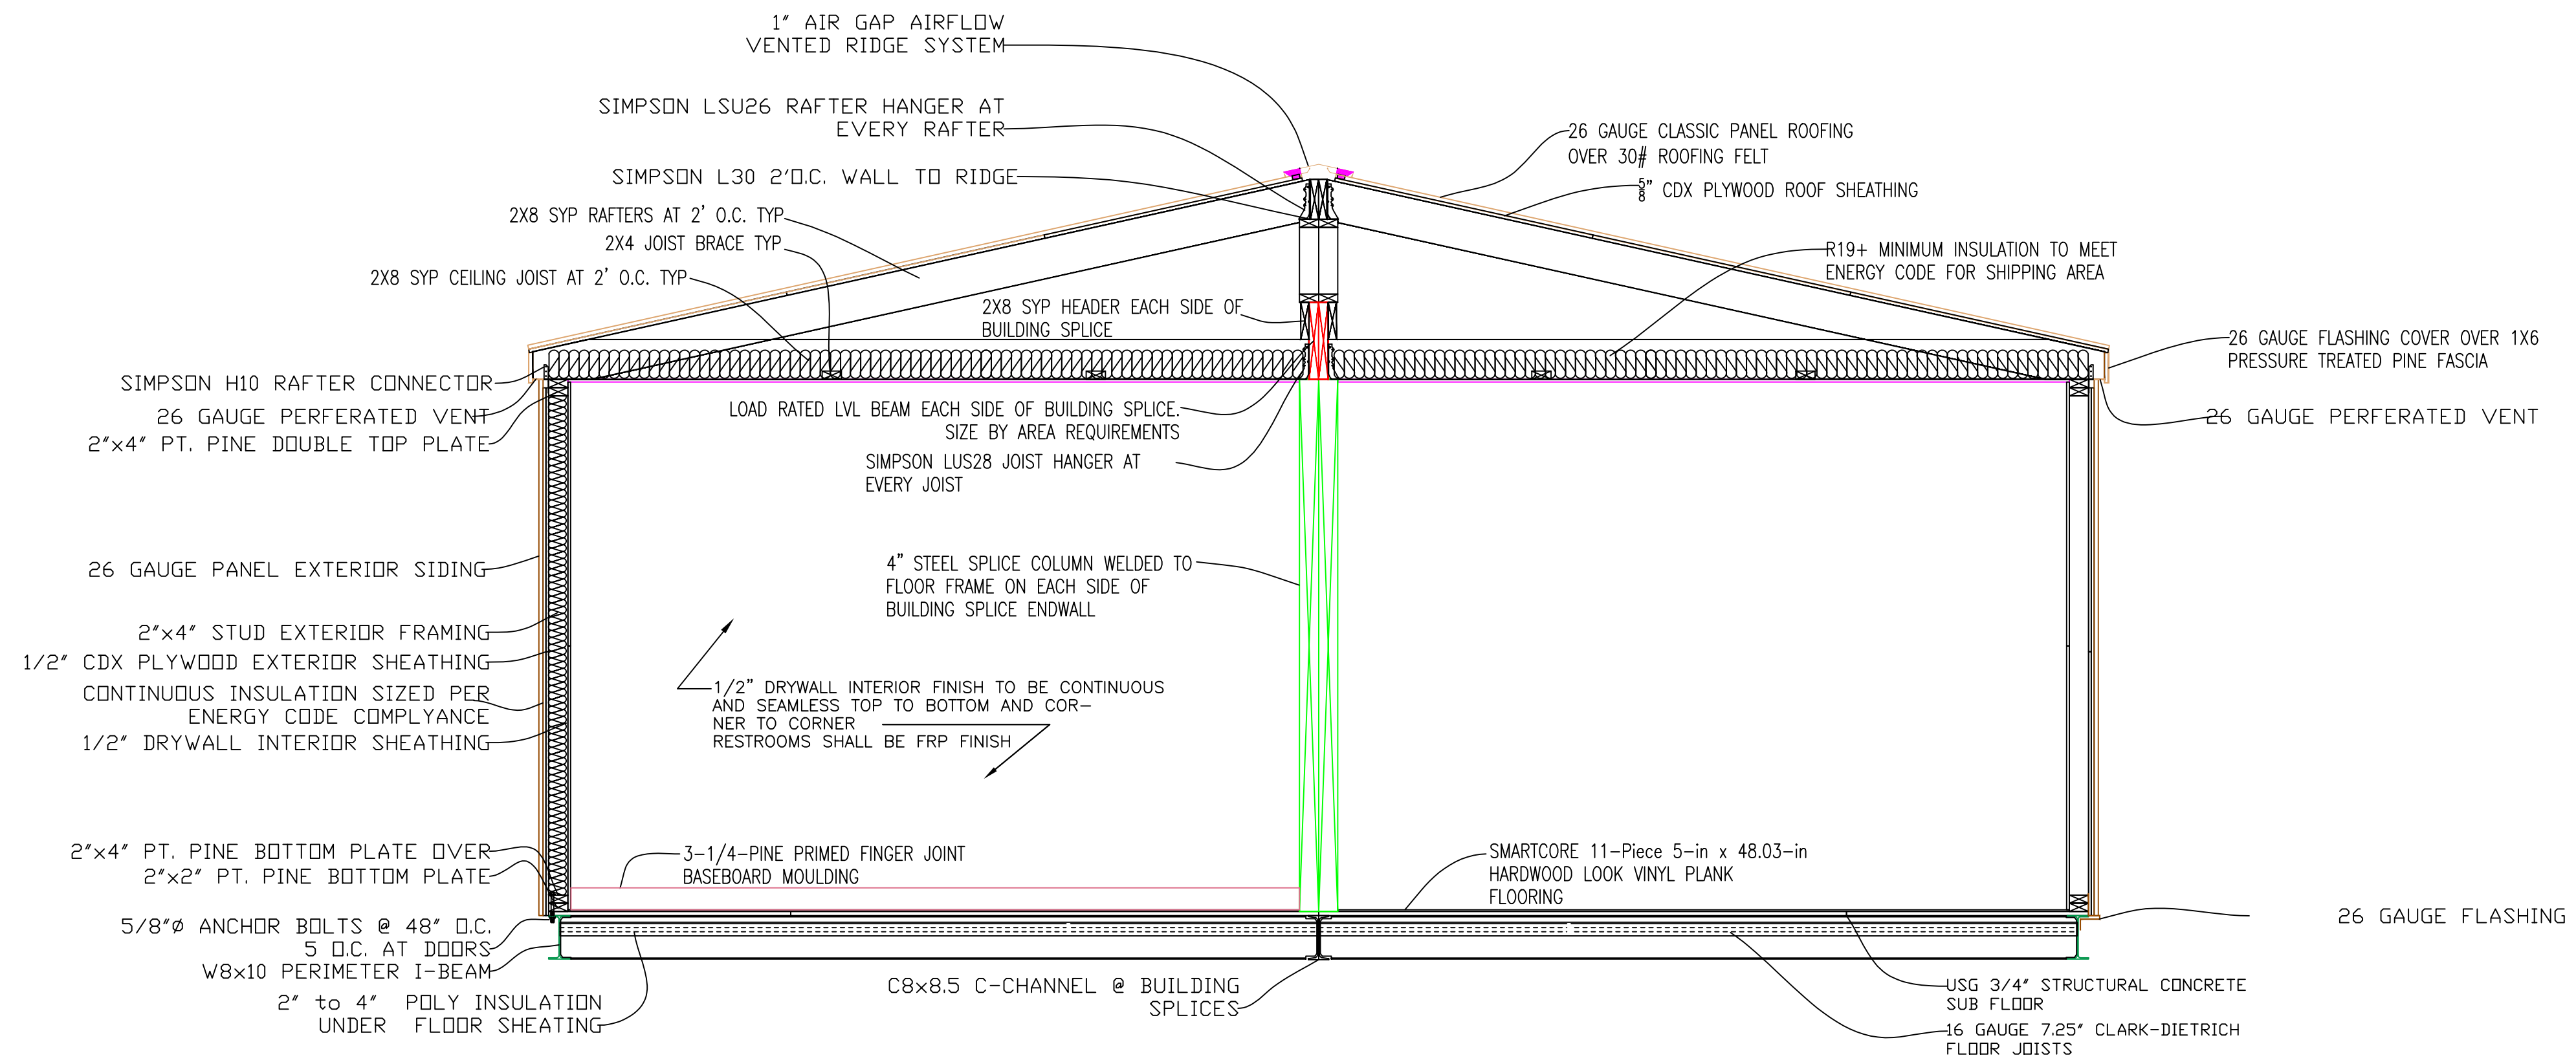 1" AIR GAP AIRFLOW
VENTED RIDGE SYSTEM
SIMPSON LSU26 RAFTER HANGER AT
EVERY RAFTER
SIMPSON L30 2'O.C. WALL TO RIDGE
2X8 SYP RAFTERS AT 2' O.C. TYP
2X4 JOIST BRACE TYP
2X8 SYP CEILING JOIST AT 2' O.C. TYP
26 GAUGE CLASSIC PANEL ROOFING
OVER 30# ROOFING FELT
5/8" CDX PLYWOOD ROOF SHEATHING
R19+ MINIMUM INSULATION TO MEET
ENERGY CODE FOR SHIPPING AREA
2X8 SYP HEADER EACH SIDE OF
BUILDING SPLICE
26 GAUGE FLASHING COVER OVER 1X6
PRESSURE TREATED PINE FASCIA
SIMPSON H10 RAFTER CONNECTOR
26 GAUGE PERFERATED VENT
2"x4" PT. PINE DOUBLE TOP PLATE
LOAD RATED LVL BEAM EACH SIDE OF BUILDING SPLICE.
SIZE BY AREA REQUIREMENTS
SIMPSON LUS28 JOIST HANGER AT
EVERY JOIST
26 GAUGE PERFERATED VENT
26 GAUGE PANEL EXTERIOR SIDING
4" STEEL SPLICE COLUMN WELDED TO
FLOOR FRAME ON EACH SIDE OF
BUILDING SPLICE ENDWALL
2"x4" STUD EXTERIOR FRAMING
1/2" CDX PLYWOOD EXTERIOR SHEATHING
CONTINUOUS INSULATION SIZED PER
ENERGY CODE COMPLYANCE
1/2" DRYWALL INTERIOR SHEATHING
1/2" DRYWALL INTERIOR FINISH TO BE CONTINUOUS
AND SEAMLESS TOP TO BOTTOM AND COR-
NER TO CORNER
RESTROOMS SHALL BE FRP FINISH
2"x4" PT. PINE BOTTOM PLATE OVER
2"x2" PT. PINE BOTTOM PLATE
3-1/4-PINE PRIMED FINGER JOINT
BASEBOARD MOULDING
SMARTCORE 11-Piece 5-in x 48.03-in
HARDWOOD LOOK VINYL PLANK
FLOORING
5/8"Ø ANCHOR BOLTS @ 48" O.C.
5 O.C. AT DOORS
W8x10 PERIMETER I-BEAM
2" to 4" POLY INSULATION
UNDER FLOOR SHEATING
C8x8.5 C-CHANNEL @ BUILDING
SPLICES
26 GAUGE FLASHING
USG 3/4" STRUCTURAL CONCRETE
SUB FLOOR
16 GAUGE 7.25" CLARK-DIETRICH
FLOOR JOISTS